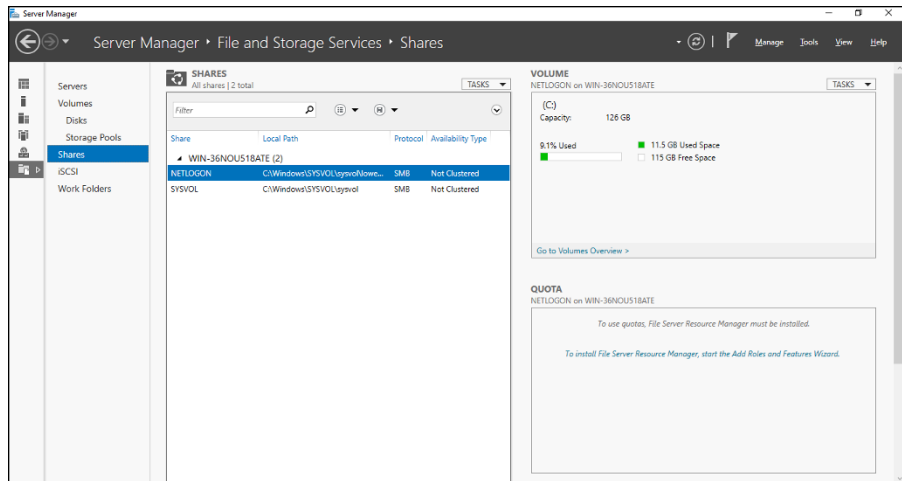 Server Manager
Server Manager ‣ File and Storage Services ‣ Shares
Manage Tools View Help
Servers
Volumes
Disks
Storage Pools
Shares
iSCSI
Work Folders
SHARES
All shares | 2 total
TASKS
Filter
Share Local Path Protocol Availability Type
WIN-36NOU518ATE (2)
NETLOGON C:\Windows\SYSVOL\sysvol\lowe... SMB Not Clustered
SYSVOL C:\Windows\SYSVOL\sysvol SMB Not Clustered
VOLUME
NETLOGON on WIN-36NOU518ATE
TASKS
(C:)
Capacity: 126 GB
9.1% Used
11.5 GB Used Space
115 GB Free Space
Go to Volumes Overview >
QUOTA
NETLOGON on WIN-36NOU518ATE
To use quotas, File Server Resource Manager must be installed.
To install File Server Resource Manager, start the Add Roles and Features Wizard.